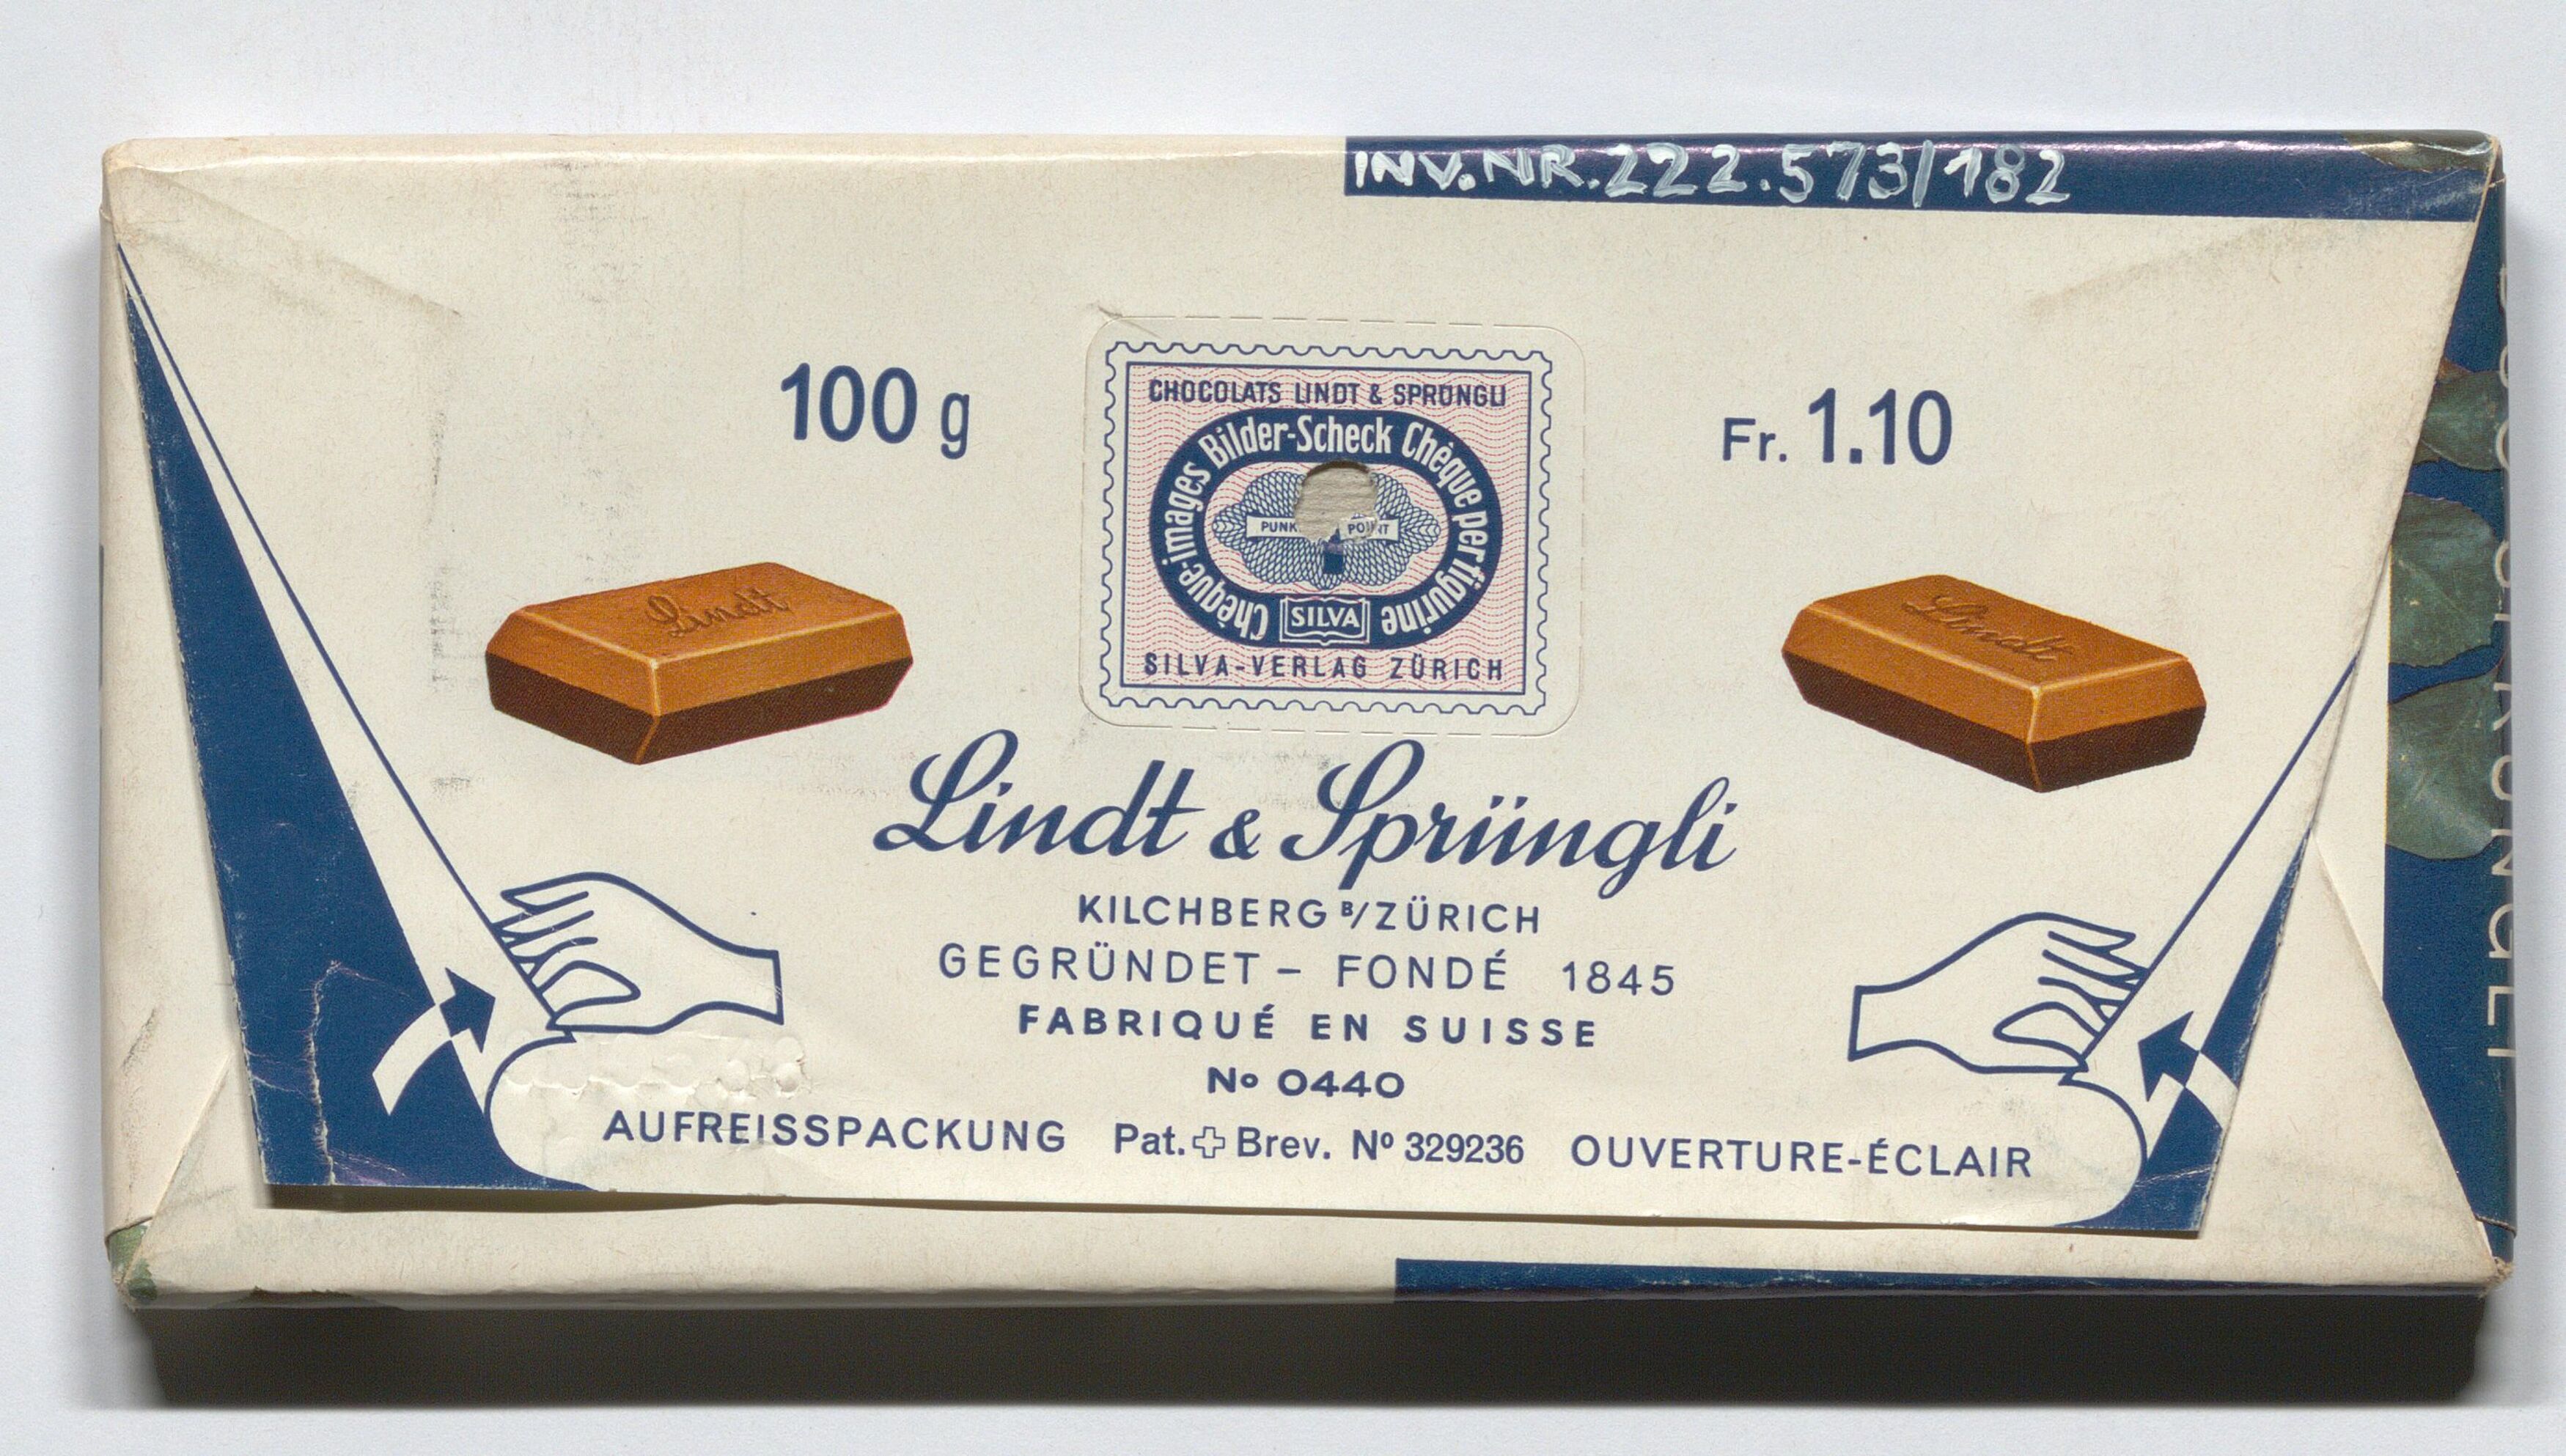 INV.NR.222.573/182
100 g
CHOCOLATS LINDT & SPRÜNGLI
Chèque-images Bilder-Scheck Chèque per figurine
POINT
SILVA
SILVA-VERLAG ZÜRICH
Fr. 1.10
Lindt
Lindt
Lindt & Sprüngli
KILCHBERG B/ZÜRICH
GEGRÜNDET – FONDÉ 1845
FABRIQUÉ EN SUISSE
No 0440
AUFREISSPACKUNG Pat.✚Brev. No 329236 OUVERTURE-ÉCLAIR